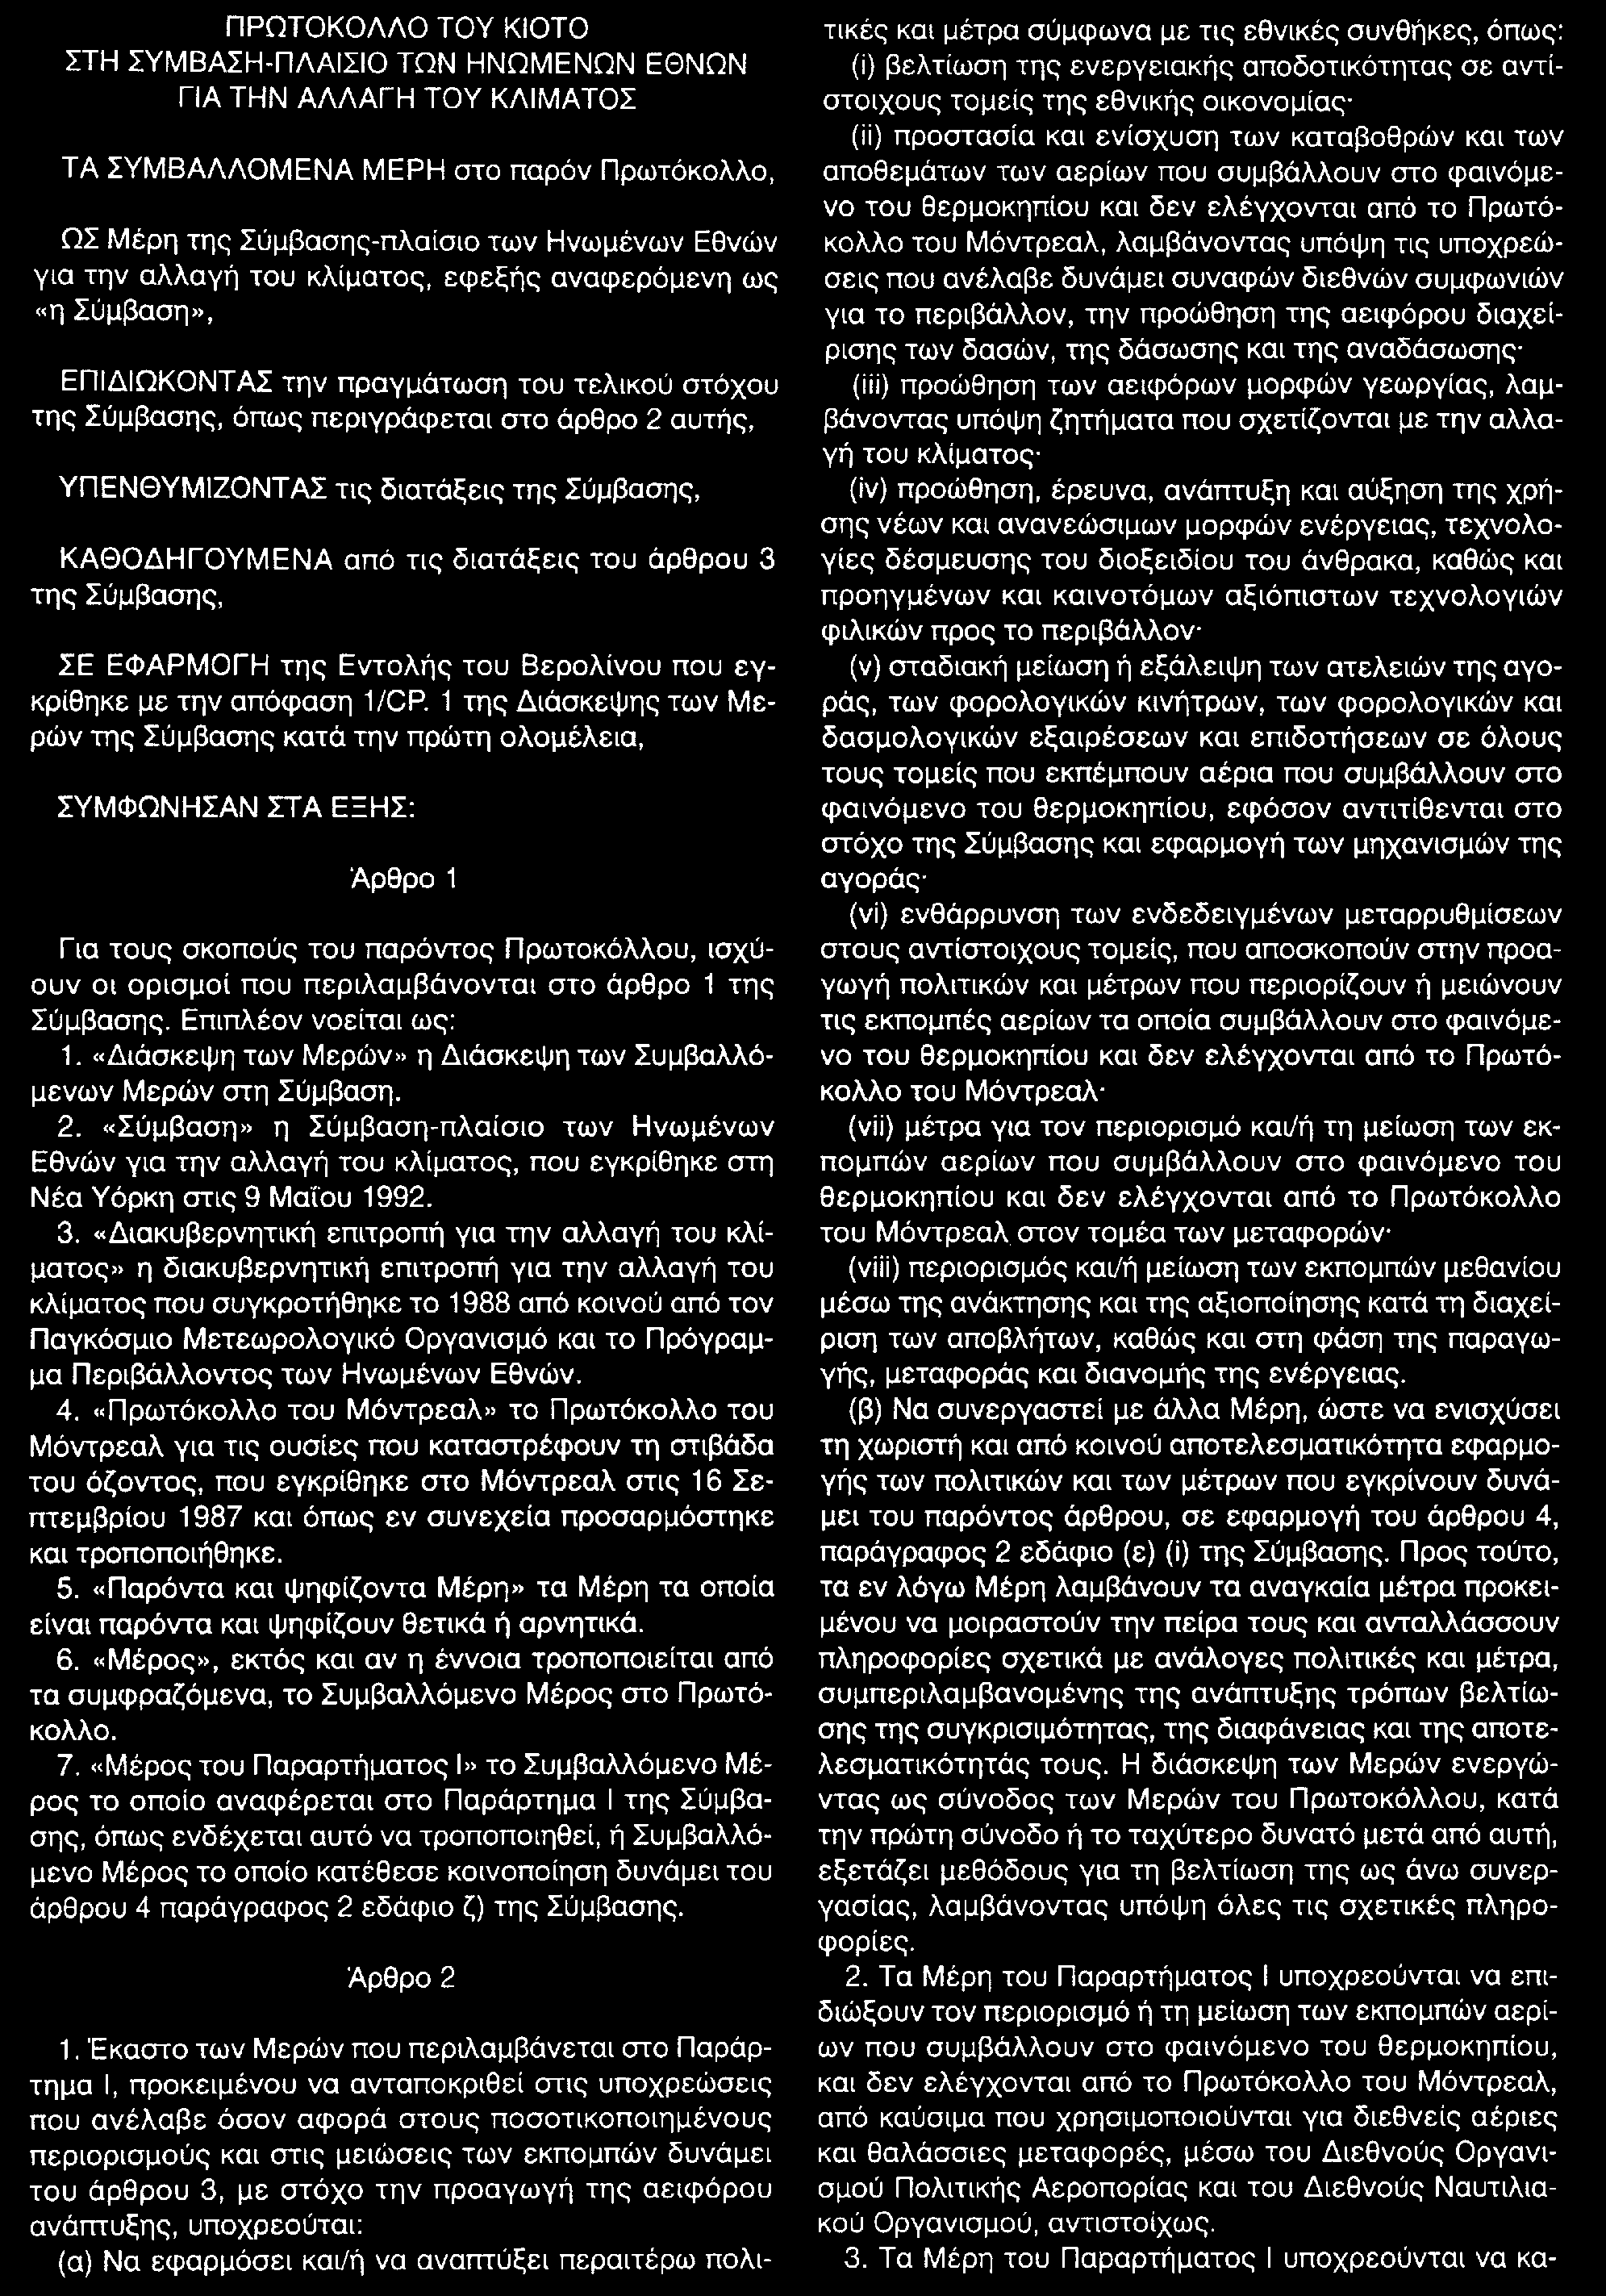 ΠΡΩΤΟΚΟΛΛΟ ΤΟΥ ΚΙΟΤΟ
ΣΤΗ ΣΥΜΒΑΣΗ-ΠΛΑΙΣΙΟ ΤΩΝ ΗΝΩΜΕΝΩΝ ΕΘΝΩΝ
ΓΙΑ ΤΗΝ ΑΛΛΑΓΗ ΤΟΥ ΚΛΙΜΑΤΟΣ
ΤΑ ΣΥΜΒΑΛΛΟΜΕΝΑ ΜΕΡΗ στο παρόν Πρωτόκολλο,
ΩΣ Μέρη της Σύμβασης-πλαίσιο των Ηνωμένων Εθνών
για την αλλαγή του κλίματος, εφεξής αναφερόμενη ως
«η Σύμβαση»,
ΕΠΙΔΙΩΚΟΝΤΑΣ την πραγμάτωση του τελικού στόχου
της Σύμβασης, όπως περιγράφεται στο άρθρο 2 αυτής,
ΥΠΕΝΘΥΜΙΖΟΝΤΑΣ τις διατάξεις της Σύμβασης,
ΚΑΘΟΔΗΓΟΥΜΕΝΑ από τις διατάξεις του άρθρου 3
της Σύμβασης,
ΣΕ ΕΦΑΡΜΟΓΗ της Εντολής του Βερολίνου που εγ-
κρίθηκε με την απόφαση 1/CP. 1 της Διάσκεψης των Με-
ρών της Σύμβασης κατά την πρώτη ολομέλεια,
ΣΥΜΦΩΝΗΣΑΝ ΣΤΑ ΕΞΗΣ:
Άρθρο 1
Για τους σκοπούς του παρόντος Πρωτοκόλλου, ισχύ-
ουν οι ορισμοί που περιλαμβάνονται στο άρθρο 1 της
Σύμβασης. Επιπλέον νοείται ως:
1. «Διάσκεψη των Μερών» η Διάσκεψη των Συμβαλλό-
μενων Μερών στη Σύμβαση.
2. «Σύμβαση» η Σύμβαση-πλαίσιο των Ηνωμένων
Εθνών για την αλλαγή του κλίματος, που εγκρίθηκε στη
Νέα Υόρκη στις 9 Μαΐου 1992.
3. «Διακυβερνητική επιτροπή για την αλλαγή του κλί-
ματος» η διακυβερνητική επιτροπή για την αλλαγή του
κλίματος που συγκροτήθηκε το 1988 από κοινού από τον
Παγκόσμιο Μετεωρολογικό Οργανισμό και το Πρόγραμ-
μα Περιβάλλοντος των Ηνωμένων Εθνών.
4. «Πρωτόκολλο του Μόντρεαλ» το Πρωτόκολλο του
Μόντρεαλ για τις ουσίες που καταστρέφουν τη στιβάδα
του όζοντος, που εγκρίθηκε στο Μόντρεαλ στις 16 Σε-
πτεμβρίου 1987 και όπως εν συνεχεία προσαρμόστηκε
και τροποποιήθηκε.
5. «Παρόντα και ψηφίζοντα Μέρη» τα Μέρη τα οποία
είναι παρόντα και ψηφίζουν θετικά ή αρνητικά.
6. «Μέρος», εκτός και αν η έννοια τροποποιείται από
τα συμφραζόμενα, το Συμβαλλόμενο Μέρος στο Πρωτό-
κολλο.
7. «Μέρος του Παραρτήματος Ι» το Συμβαλλόμενο Μέ-
ρος το οποίο αναφέρεται στο Παράρτημα Ι της Σύμβα-
σης, όπως ενδέχεται αυτό να τροποποιηθεί, ή Συμβαλλό-
μενο Μέρος το οποίο κατέθεσε κοινοποίηση δυνάμει του
άρθρου 4 παράγραφος 2 εδάφιο ζ) της Σύμβασης.
Άρθρο 2
1. Έκαστο των Μερών που περιλαμβάνεται στο Παράρ-
τημα Ι, προκειμένου να ανταποκριθεί στις υποχρεώσεις
που ανέλαβε όσον αφορά στους ποσοτικοποιημένους
περιορισμούς και στις μειώσεις των εκπομπών δυνάμει
του άρθρου 3, με στόχο την προαγωγή της αειφόρου
ανάπτυξης, υποχρεούται:
(α) Να εφαρμόσει και/ή να αναπτύξει περαιτέρω πολι-
τικές και μέτρα σύμφωνα με τις εθνικές συνθήκες, όπως:
(i) βελτίωση της ενεργειακής αποδοτικότητας σε αντί-
στοιχους τομείς της εθνικής οικονομίας·
(ii) προστασία και ενίσχυση των καταβοθρών και των
αποθεμάτων των αερίων που συμβάλλουν στο φαινόμε-
νο του θερμοκηπίου και δεν ελέγχονται από το Πρωτό-
κολλο του Μόντρεαλ, λαμβάνοντας υπόψη τις υποχρεώ-
σεις που ανέλαβε δυνάμει συναφών διεθνών συμφωνιών
για το περιβάλλον, την προώθηση της αειφόρου διαχεί-
ρισης των δασών, της δάσωσης και της αναδάσωσης·
(iii) προώθηση των αειφόρων μορφών γεωργίας, λαμ-
βάνοντας υπόψη ζητήματα που σχετίζονται με την αλλα-
γή του κλίματος·
(iv) προώθηση, έρευνα, ανάπτυξη και αύξηση της χρή-
σης νέων και ανανεώσιμων μορφών ενέργειας, τεχνολο-
γίες δέσμευσης του διοξειδίου του άνθρακα, καθώς και
προηγμένων και καινοτόμων αξιόπιστων τεχνολογιών
φιλικών προς το περιβάλλον·
(v) σταδιακή μείωση ή εξάλειψη των ατελειών της αγο-
ράς, των φορολογικών κινήτρων, των φορολογικών και
δασμολογικών εξαιρέσεων και επιδοτήσεων σε όλους
τους τομείς που εκπέμπουν αέρια που συμβάλλουν στο
φαινόμενο του θερμοκηπίου, εφόσον αντιτίθενται στο
στόχο της Σύμβασης και εφαρμογή των μηχανισμών της
αγοράς·
(vi) ενθάρρυνση των ενδεδειγμένων μεταρρυθμίσεων
στους αντίστοιχους τομείς, που αποσκοπούν στην προα-
γωγή πολιτικών και μέτρων που περιορίζουν ή μειώνουν
τις εκπομπές αερίων τα οποία συμβάλλουν στο φαινόμε-
νο του θερμοκηπίου και δεν ελέγχονται από το Πρωτό-
κολλο του Μόντρεαλ·
(vii) μέτρα για τον περιορισμό και/ή τη μείωση των εκ-
πομπών αερίων που συμβάλλουν στο φαινόμενο του
θερμοκηπίου και δεν ελέγχονται από το Πρωτόκολλο
του Μόντρεαλ στον τομέα των μεταφορών·
(viii) περιορισμός και/ή μείωση των εκπομπών μεθανίου
μέσω της ανάκτησης και της αξιοποίησης κατά τη διαχεί-
ριση των αποβλήτων, καθώς και στη φάση της παραγω-
γής, μεταφοράς και διανομής της ενέργειας.
(β) Να συνεργαστεί με άλλα Μέρη, ώστε να ενισχύσει
τη χωριστή και από κοινού αποτελεσματικότητα εφαρμο-
γής των πολιτικών και των μέτρων που εγκρίνουν δυνά-
μει του παρόντος άρθρου, σε εφαρμογή του άρθρου 4,
παράγραφος 2 εδάφιο (ε) (i) της Σύμβασης. Προς τούτο,
τα εν λόγω Μέρη λαμβάνουν τα αναγκαία μέτρα προκει-
μένου να μοιραστούν την πείρα τους και ανταλλάσσουν
πληροφορίες σχετικά με ανάλογες πολιτικές και μέτρα,
συμπεριλαμβανομένης της ανάπτυξης τρόπων βελτίω-
σης της συγκρισιμότητας, της διαφάνειας και της αποτε-
λεσματικότητάς τους. Η διάσκεψη των Μερών ενεργώ-
ντας ως σύνοδος των Μερών του Πρωτοκόλλου, κατά
την πρώτη σύνοδο ή το ταχύτερο δυνατό μετά από αυτή,
εξετάζει μεθόδους για τη βελτίωση της ως άνω συνερ-
γασίας, λαμβάνοντας υπόψη όλες τις σχετικές πληρο-
φορίες.
2. Τα Μέρη του Παραρτήματος Ι υποχρεούνται να επι-
διώξουν τον περιορισμό ή τη μείωση των εκπομπών αερί-
ων που συμβάλλουν στο φαινόμενο του θερμοκηπίου,
και δεν ελέγχονται από το Πρωτόκολλο του Μόντρεαλ,
από καύσιμα που χρησιμοποιούνται για διεθνείς αέριες
και θαλάσσιες μεταφορές, μέσω του Διεθνούς Οργανι-
σμού Πολιτικής Αεροπορίας και του Διεθνούς Ναυτιλια-
κού Οργανισμού, αντιστοίχως.
3. Τα Μέρη του Παραρτήματος Ι υποχρεούνται να κα-